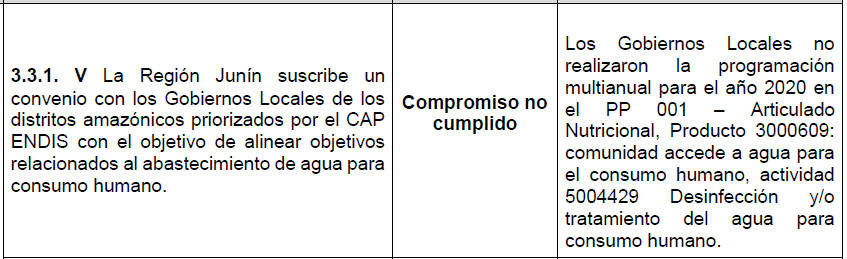 3.3.1. V La Región Junín suscribe un
convenio con los Gobiernos Locales de los
distritos amazónicos priorizados por el CAP
ENDIS con el objetivo de alinear objetivos
relacionados al abastecimiento de agua para
consumo humano.
Compromiso no
cumplido
Los Gobiernos Locales no
realizaron la programación
multianual para el año 2020 en
el PP 001 – Articulado
Nutricional, Producto 3000609:
comunidad accede a agua para
el consumo humano, actividad
5004429 Desinfección y/o
tratamiento del agua para
consumo humano.